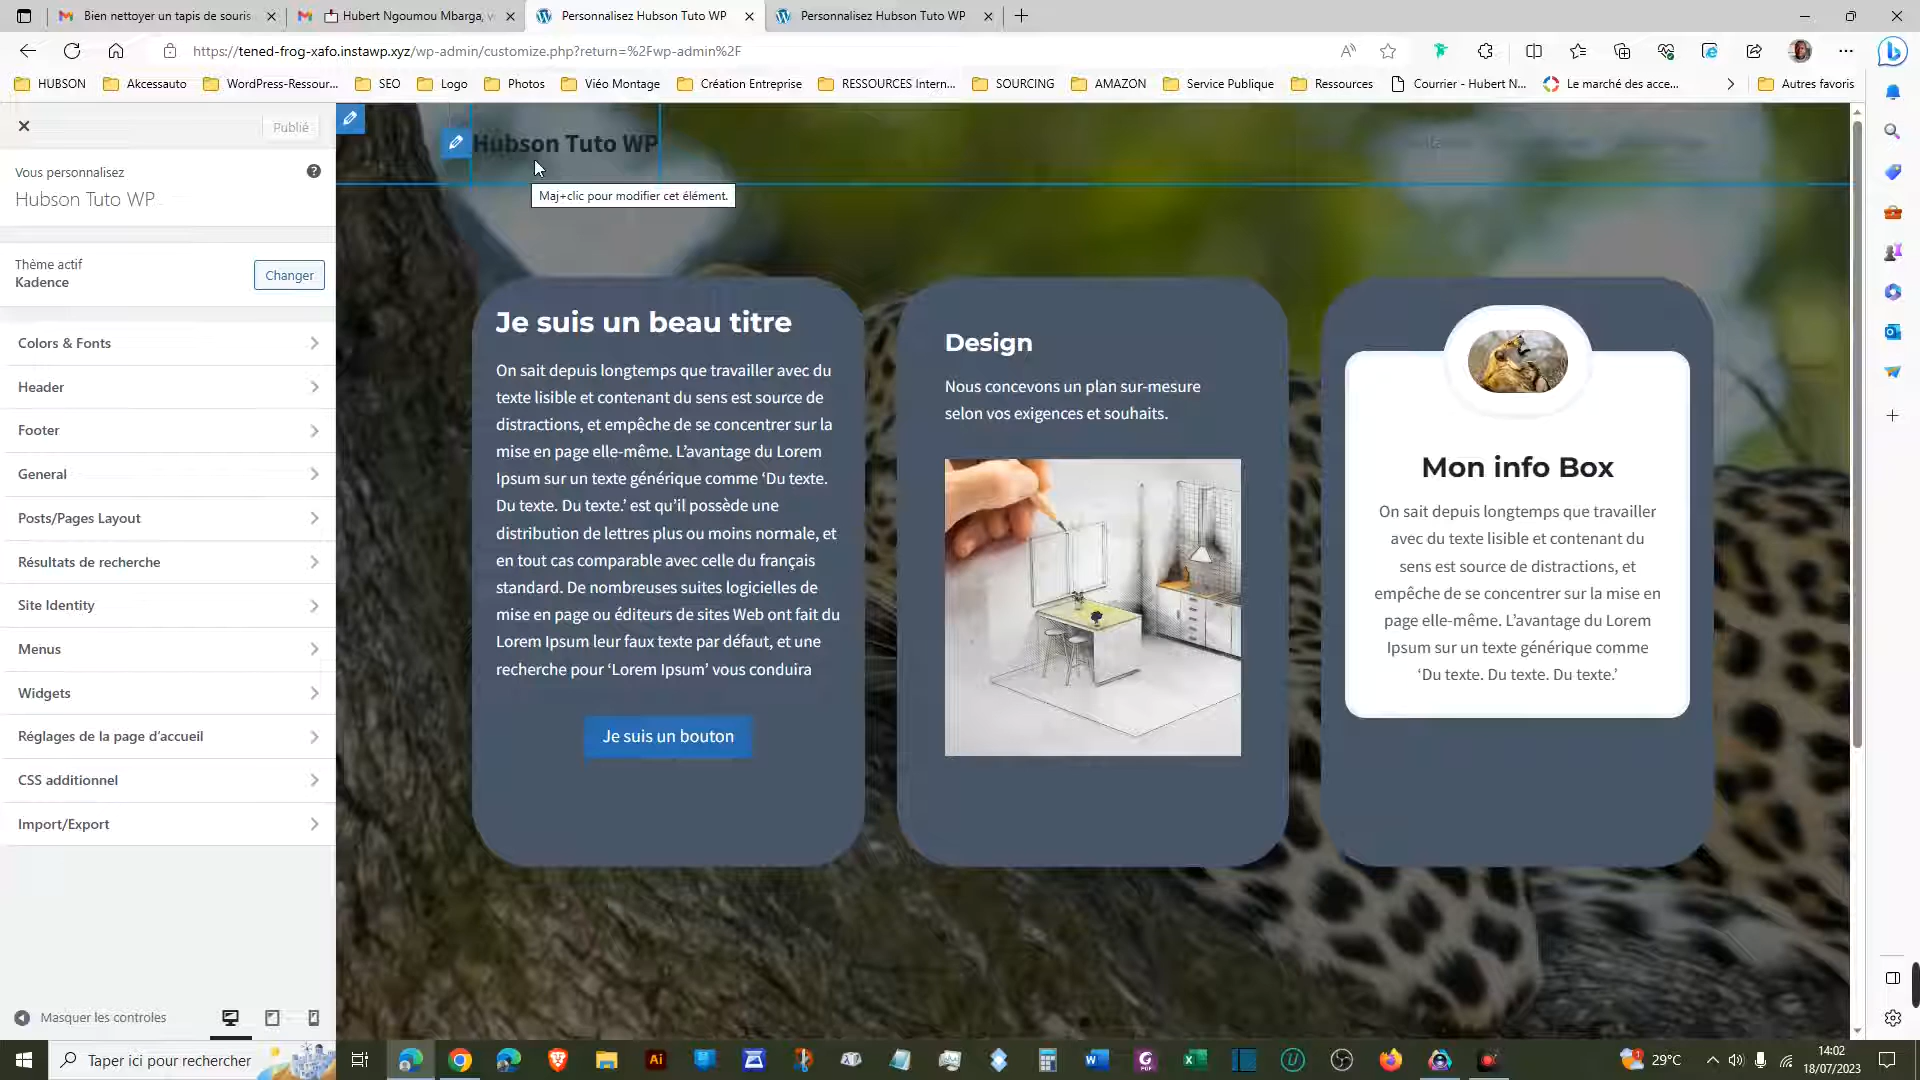 Bien nettoyer un tapis de souris
Hubert Ngoumou Mbarga, v
Personnalisez Hubson Tuto WP
Personnalisez Hubson Tuto WP
https://tened-frog-xafo.instawp.xyz/wp-admin/customize.php?return=%2Fwp-admin%2F
HUBSON
Akcessauto
WordPress-Ressour...
SEO
Logo
Photos
Viéo Montage
Création Entreprise
RESSOURCES Intern...
SOURCING
AMAZON
Service Publique
Ressources
Courrier - Hubert N...
Le marché des acce...
Autres favoris
Publié
Vous personnalisez
Hubson Tuto WP
Thème actif
Kadence
Changer
Colors & Fonts
Header
Footer
General
Posts/Pages Layout
Résultats de recherche
Site Identity
Menus
Widgets
Réglages de la page d'accueil
CSS additionnel
Import/Export
Masquer les controles
Hubson Tuto WP
Maj+clic pour modifier cet élément.
Je suis un beau titre
On sait depuis longtemps que travailler avec du
texte lisible et contenant du sens est source de
distractions, et empêche de se concentrer sur la
mise en page elle-même. L'avantage du Lorem
Ipsum sur un texte générique comme ‘Du texte.
Du texte. Du texte.’ est qu'il possède une
distribution de lettres plus ou moins normale, et
en tout cas comparable avec celle du français
standard. De nombreuses suites logicielles de
mise en page ou éditeurs de sites Web ont fait du
Lorem Ipsum leur faux texte par défaut, et une
recherche pour ‘Lorem Ipsum’ vous conduira
Je suis un bouton
Design
Nous concevons un plan sur-mesure
selon vos exigences et souhaits.
Mon info Box
On sait depuis longtemps que travailler
avec du texte lisible et contenant du
sens est source de distractions, et
empêche de se concentrer sur la mise en
page elle-même. L'avantage du Lorem
Ipsum sur un texte générique comme
‘Du texte. Du texte. Du texte.’
Taper ici pour rechercher
29°C
14:02
18/07/2023